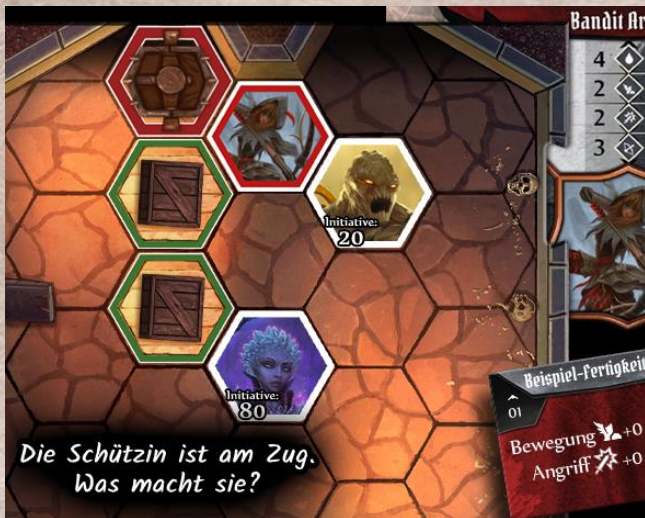 Bandit Ar
4
2
2
3
Initiative:
20
Initiative:
80
Beispiel-Fertigkeit
01
Bewegung +0
Angriff +0
Die Schützin ist am Zug.
Was macht sie?